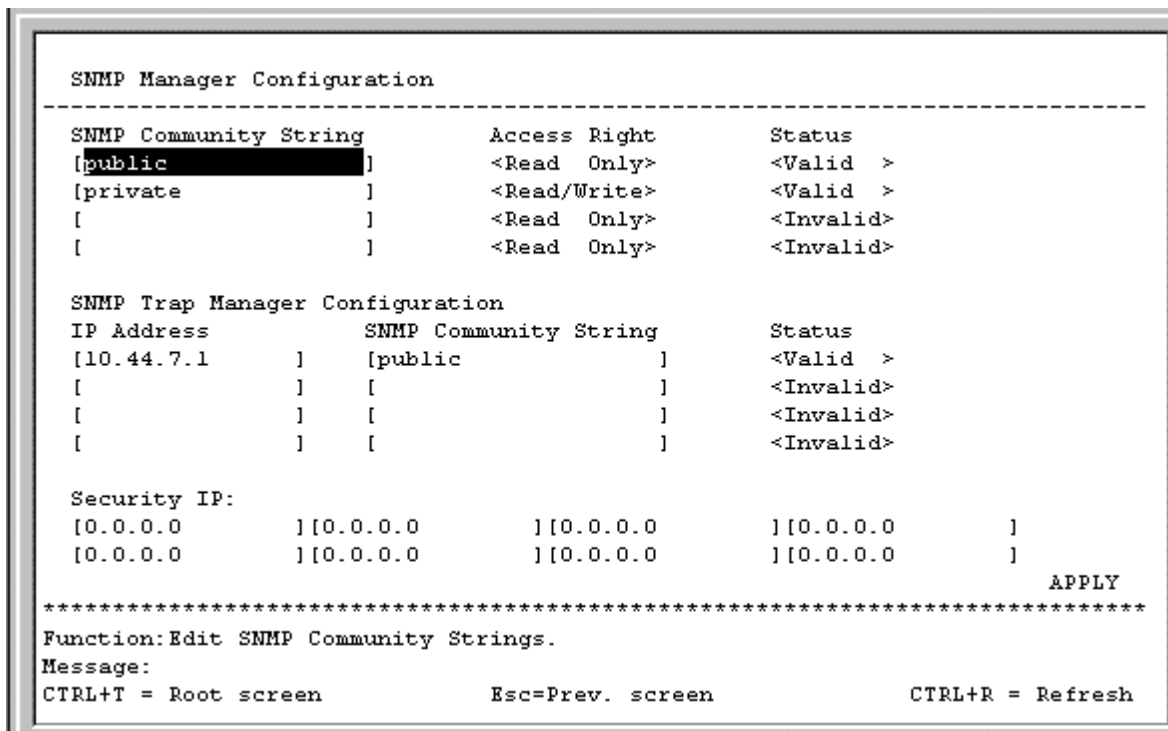 SNMP Manager Configuration
-------------------------------------------------------------------------------
SNMP Community String Access Right Status
[public ] <Read Only> <Valid >
[private ] <Read/Write> <Valid >
[ ] <Read Only> <Invalid>
[ ] <Read Only> <Invalid>
SNMP Trap Manager Configuration
IP Address SNMP Community String Status
[10.44.7.1 ] [public ] <Valid >
[ ] [ ] <Invalid>
[ ] [ ] <Invalid>
[ ] [ ] <Invalid>
Security IP:
[0.0.0.0 ][0.0.0.0 ][0.0.0.0 ][0.0.0.0 ]
[0.0.0.0 ][0.0.0.0 ][0.0.0.0 ][0.0.0.0 ]
APPLY
*******************************************************************************
Function:Edit SNMP Community Strings.
Message:
CTRL+T = Root screen Esc=Prev. screen CTRL+R = Refresh